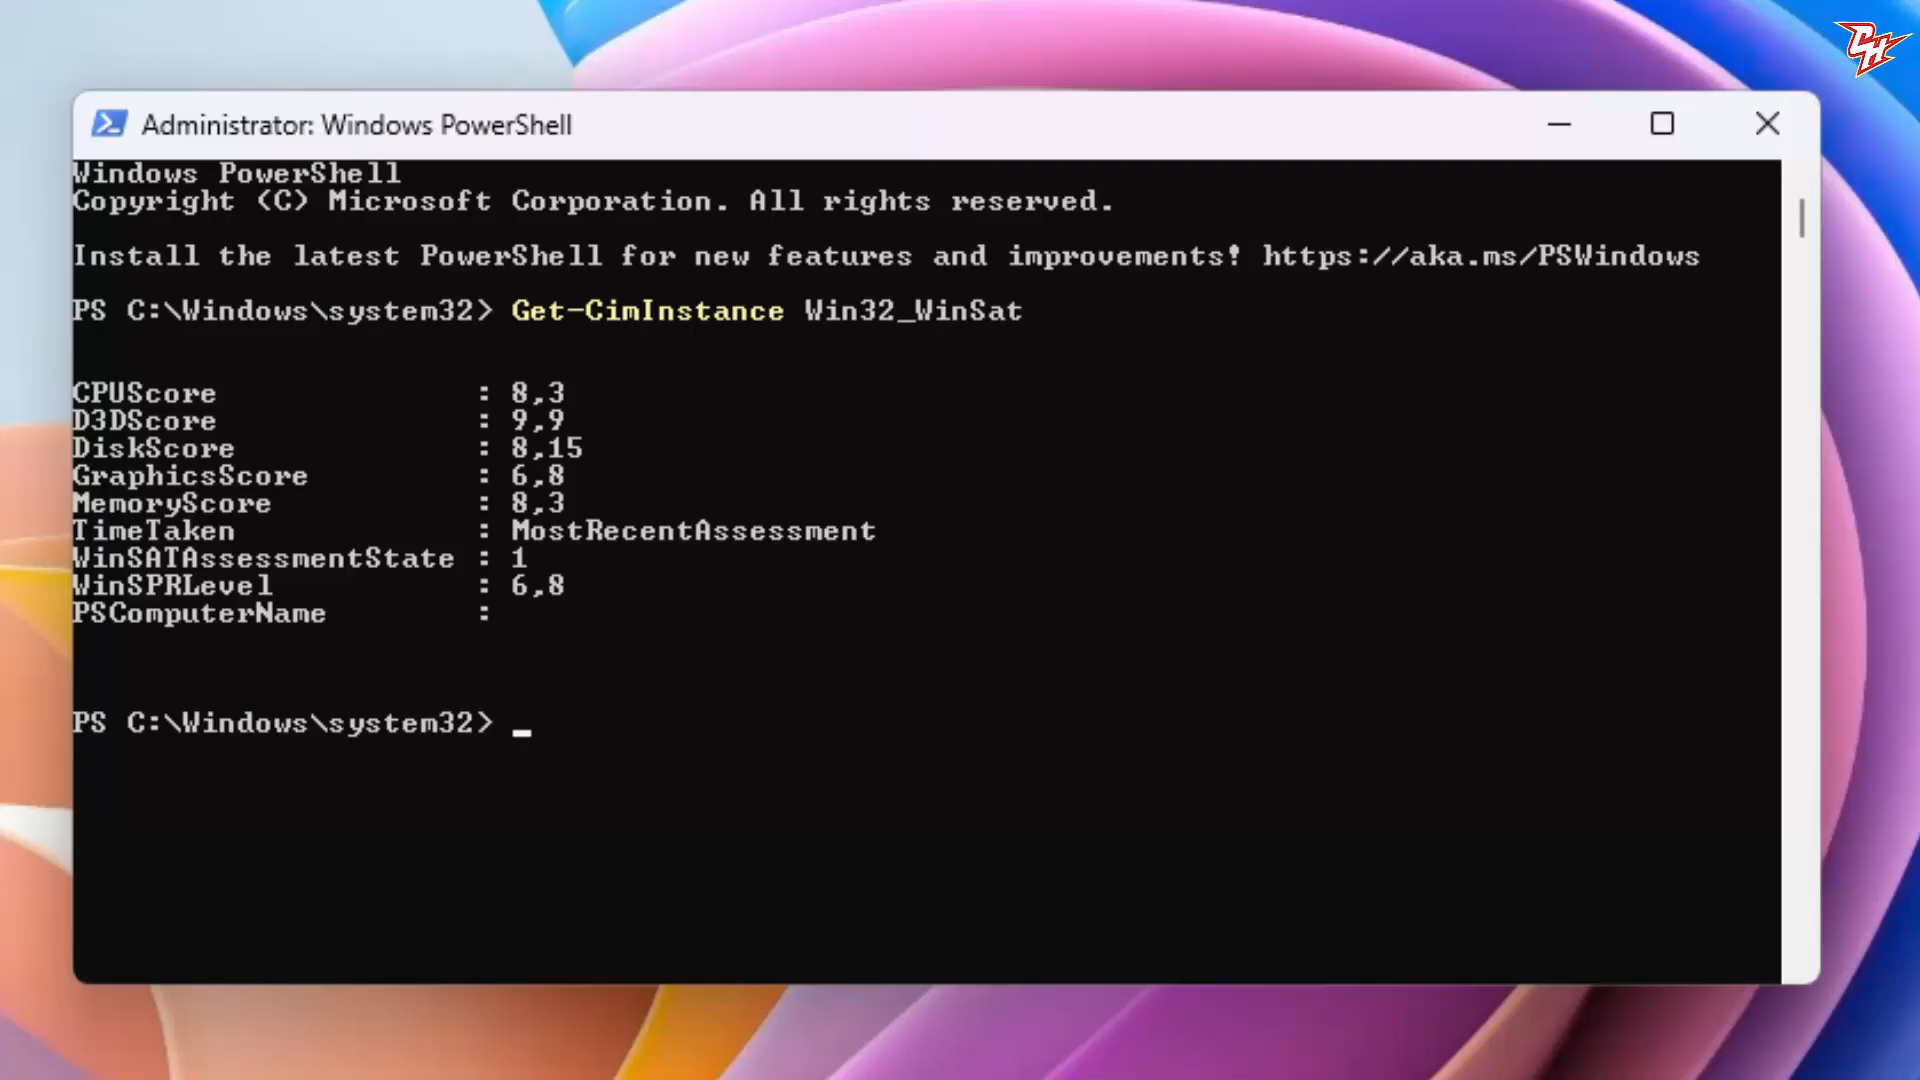 Administrator: Windows PowerShell
Windows PowerShell
Copyright (C) Microsoft Corporation. All rights reserved.
Install the latest PowerShell for new features and improvements! https://aka.ms/PSWindows
PS C:\Windows\system32> Get-CimInstance Win32_WinSat
CPUScore : 8,3
D3DScore : 9,9
DiskScore : 8,15
GraphicsScore : 6,8
MemoryScore : 8,3
TimeTaken : MostRecentAssessment
WinSATAssessmentState : 1
WinSPRLevel : 6,8
PSComputerName :
PS C:\Windows\system32> _